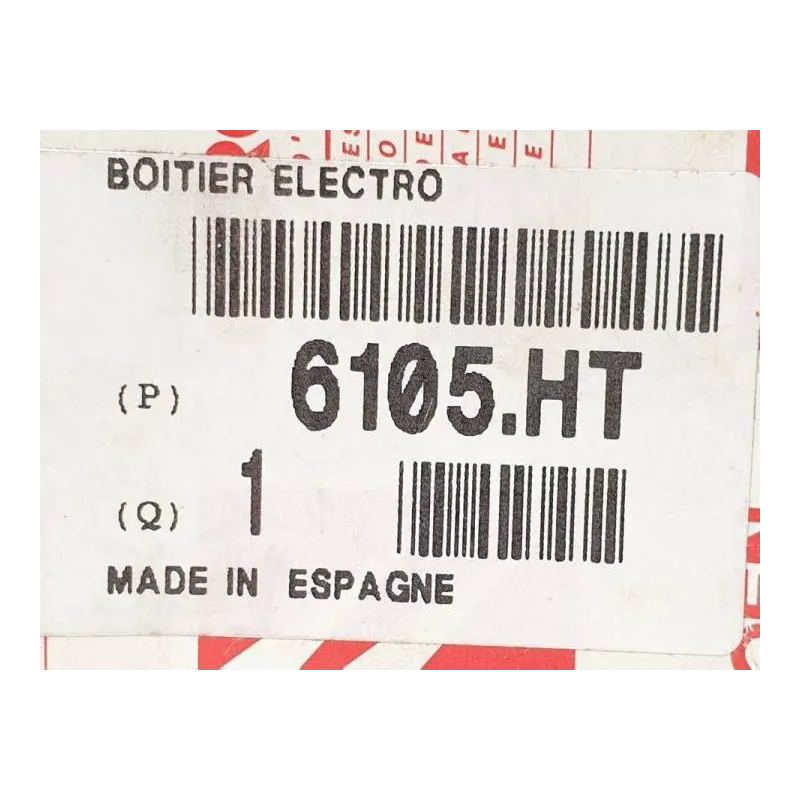 BOITIER ELECTRO
(P) 6105.HT
(Q) 1
MADE IN ESPAGNE